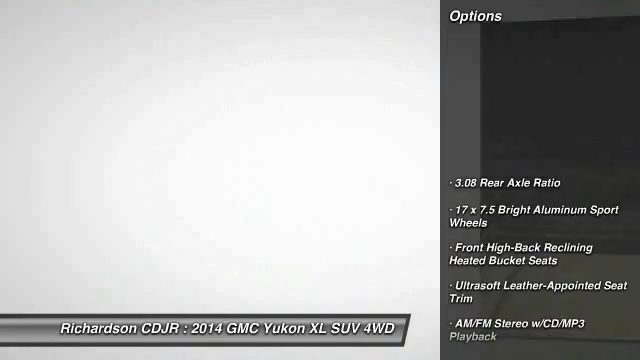 Options
· 3.08 Rear Axle Ratio
· 17 x 7.5 Bright Aluminum Sport
Wheels
· Front High-Back Reclining
Heated Bucket Seats
· Ultrasoft Leather-Appointed Seat
Trim
· AM/FM Stereo w/CD/MP3
Playback
Richardson CDJR : 2014 GMC Yukon XL SUV 4WD